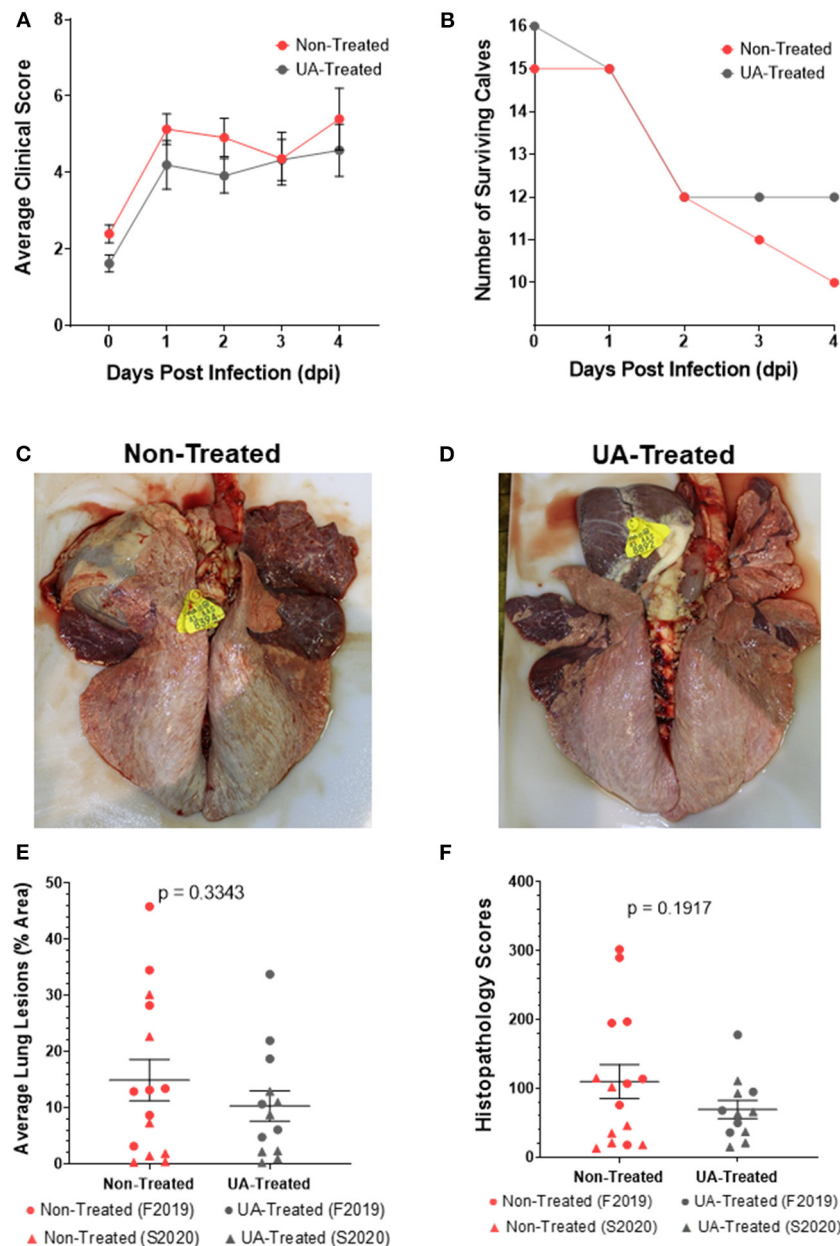 A
Average Clinical Score
8
6
4
2
0
Non-Treated
UA-Treated
0 1 2 3 4
Days Post Infection (dpi)
B
Number of Surviving Calves
16
15
14
13
12
11
10
Non-Treated
UA-Treated
0 1 2 3 4
Days Post Infection (dpi)
C
Non-Treated
8394
D
UA-Treated
8892
E
Average Lung Lesions (% Area)
50
40
30
20
10
0
p = 0.3343
Non-Treated UA-Treated
Non-Treated (F2019) UA-Treated (F2019)
Non-Treated (S2020) UA-Treated (S2020)
F
Histopathology Scores
400
300
200
100
0
p = 0.1917
Non-Treated UA-Treated
Non-Treated (F2019) UA-Treated (F2019)
Non-Treated (S2020) UA-Treated (S2020)